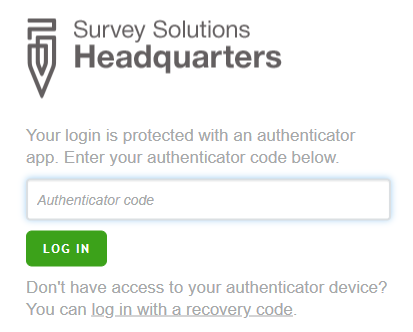 Survey Solutions
Headquarters
Your login is protected with an authenticator
app. Enter your authenticator code below.
Authenticator code
LOG IN
Don't have access to your authenticator device?
You can log in with a recovery code.